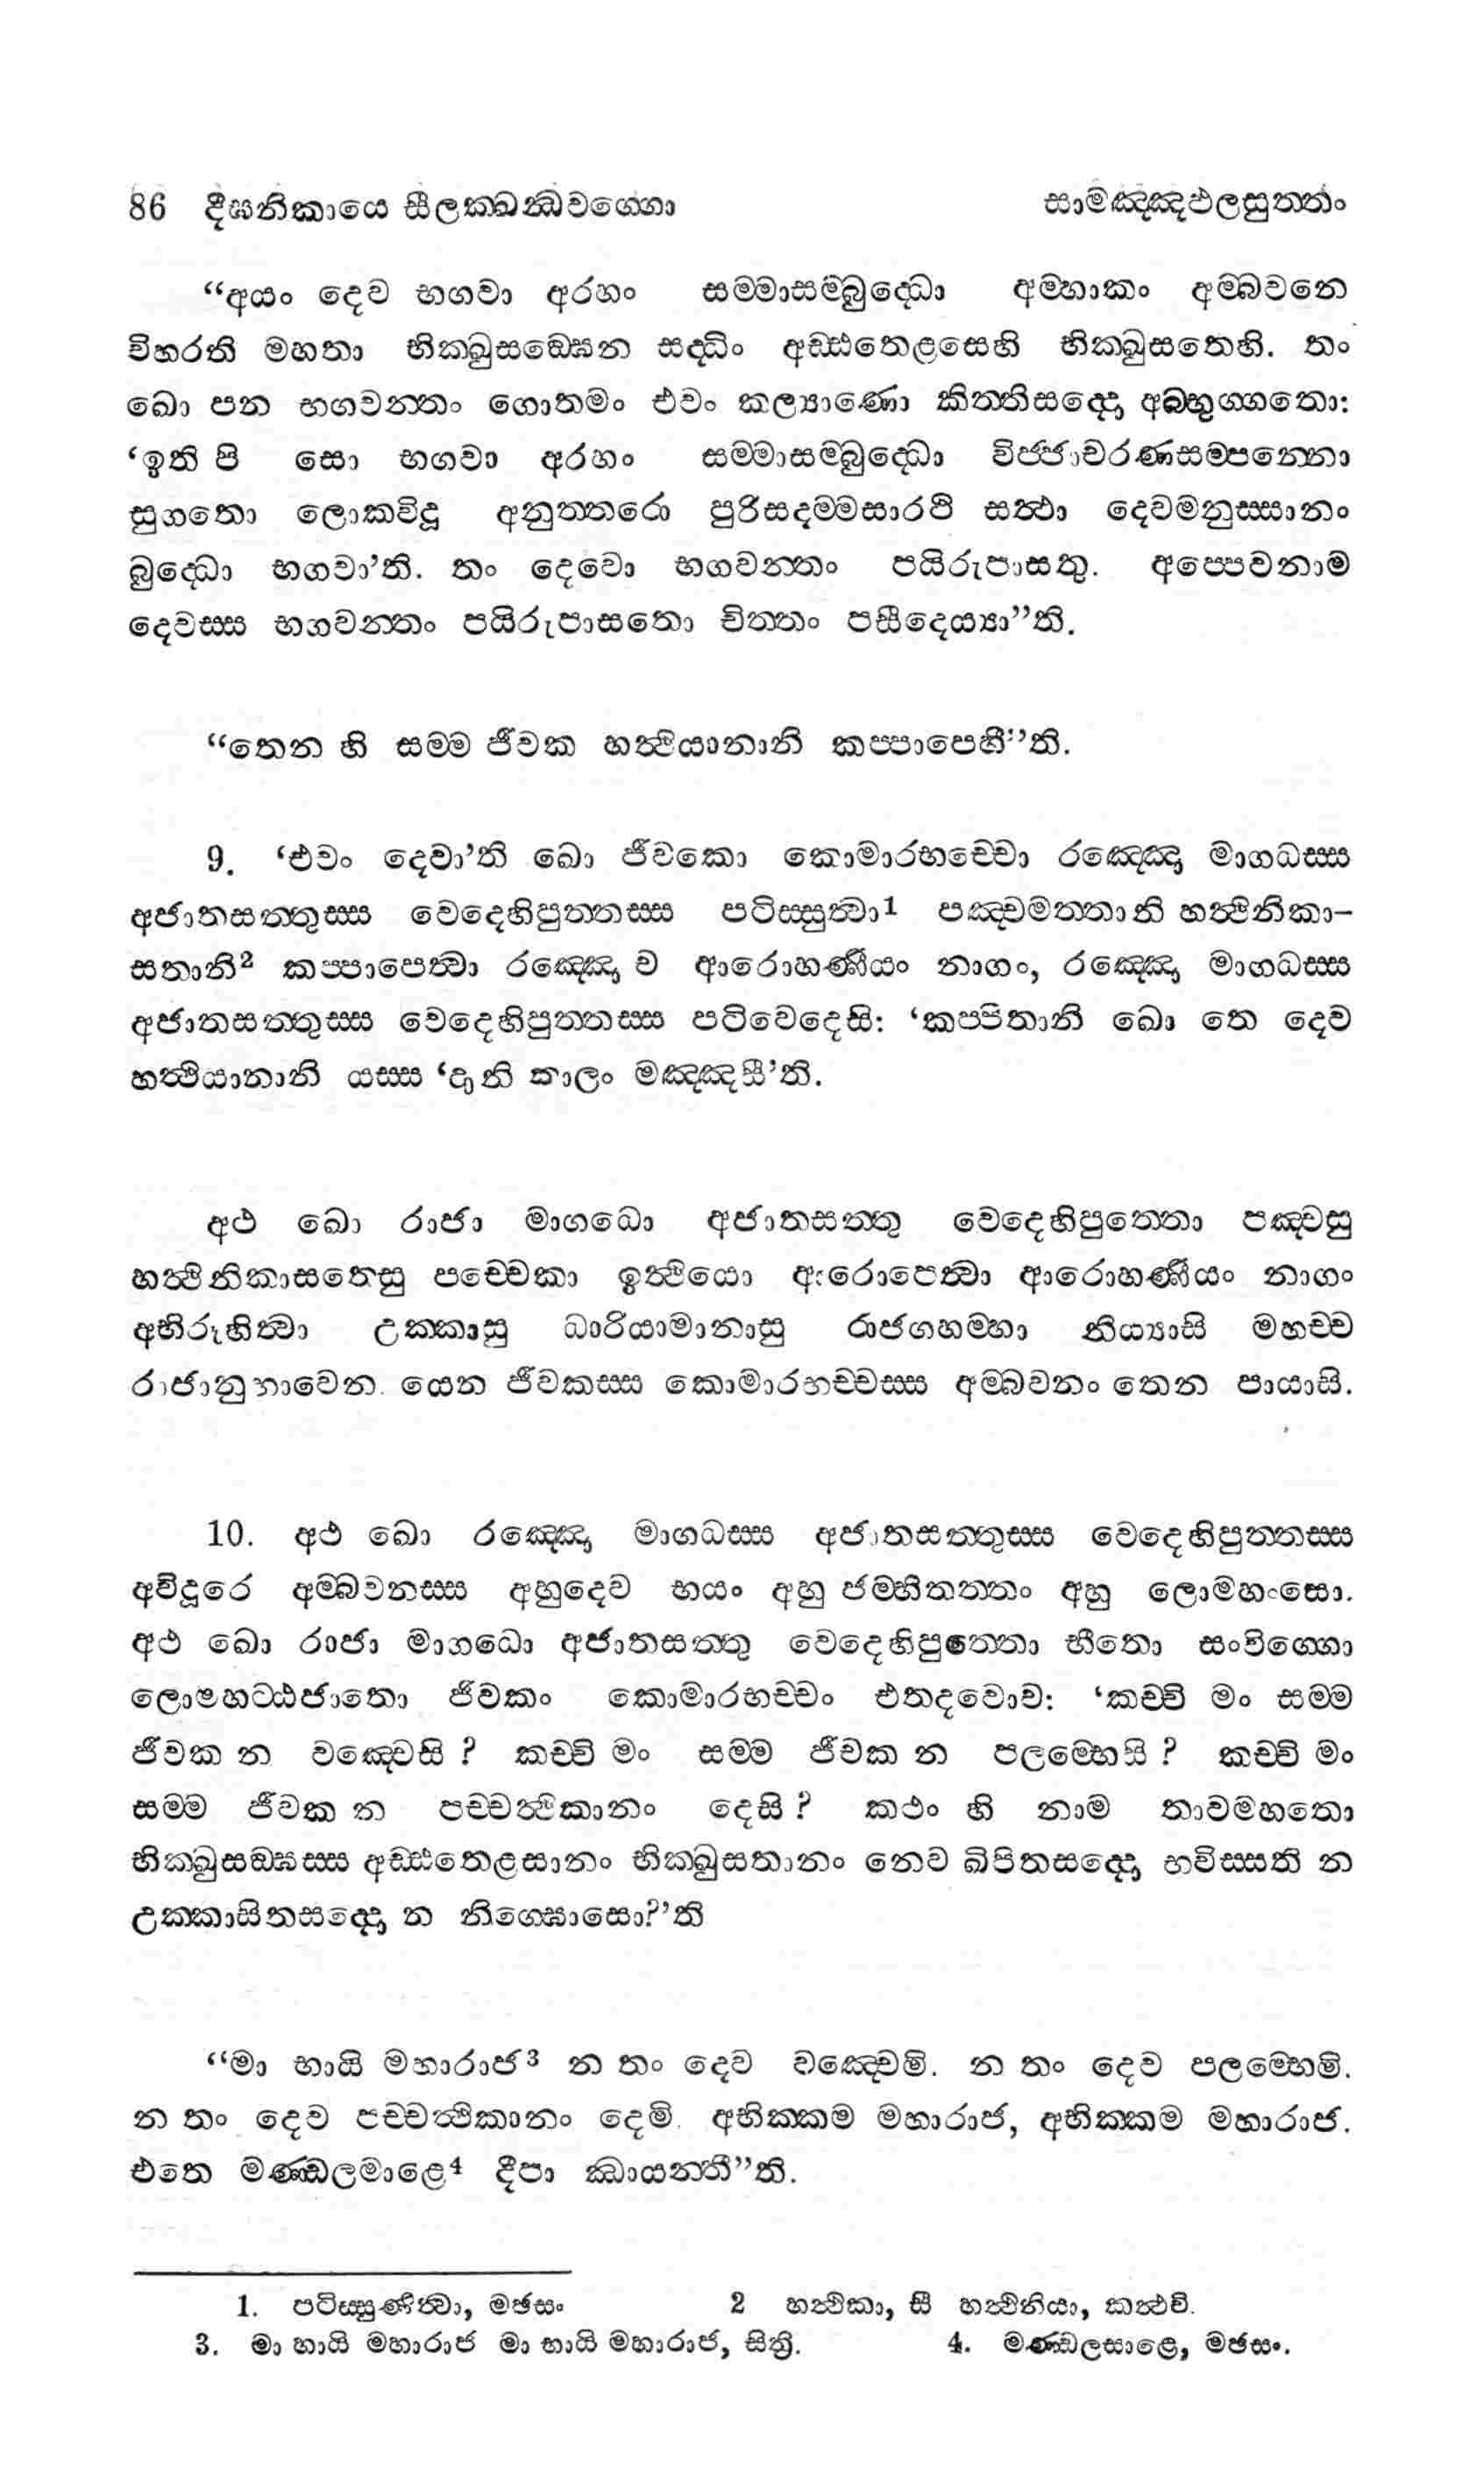 86 දීඝනිකායෙ සීලක්ඛන්ධවග්ගො සාමඤ්ඤඵලසුත්තං
“අයං දෙව භගවා අරහං සම්මාසම්බුද්ධො අම්හාකං අම්බවනෙ
විහරති මහතා භික්ඛුසඞ්ඝෙන සද්ධිං අඩ්ඪතෙළසෙහි භික්ඛුසතෙහි. තං
ඛො පන භගවන්තං ගොතමං එවං කල්‍යාණො කිත්තිසද්දො අබ්භුග්ගතො:
‘ඉති පි සො භගවා අරහං සම්මාසම්බුද්ධො විජ්ජාචරණසම්පන්නො
සුගතො ලොකවිදූ අනුත්තරො පුරිසදම්මසාරථි සත්ථා දෙවමනුස්සානං
බුද්ධො භගවා’ති. තං දෙවො භගවන්තං පයිරුපාසතු. අප්පෙවනාම
දෙවස්ස භගවන්තං පයිරුපාසතො චිත්තං පසීදෙය්‍යා”ති.
“තෙන හි සම්ම ජීවක හත්ථියානානි කප්පාපෙහී”ති.
9. ‘එවං දෙවා’ති ඛො ජීවකො කොමාරභච්චො රඤ්ඤො මාගධස්ස
අජාතසත්තුස්ස වෙදෙහිපුත්තස්ස පටිස්සුත්වා1 පඤ්චමත්තානි හත්ථිනිකා-
සතානි2 කප්පාපෙත්වා රඤ්ඤො ච ආරොහණීයං නාගං, රඤ්ඤො මාගධස්ස
අජාතසත්තුස්ස වෙදෙහිපුත්තස්ස පටිවෙදෙසි: ‘කප්පිතානි ඛො තෙ දෙව
හත්ථියානානි යස්ස ‘දානි කාලං මඤ්ඤසී’ති.
අථ ඛො රාජා මාගධො අජාතසත්තු වෙදෙහිපුත්තො පඤ්චසු
හත්ථිනිකාසතෙසු පච්චෙකා ඉත්ථියො ආරොපෙත්වා ආරොහණීයං නාගං
අභිරූහිත්වා උක්කාසු ධාරියාමානාසු රාජගහම්හා නිය්‍යාසි මහච්ච
රාජානුභාවෙන. යෙන ජීවකස්ස කොමාරභච්චස්ස අම්බවනං තෙන පායාසි.
10. අථ ඛො රඤ්ඤො මාගධස්ස අජාතසත්තුස්ස වෙදෙහිපුත්තස්ස
අවිදූරෙ අම්බවනස්ස අහුදෙව භයං අහු ඡම්භිතත්තං අහු ලොමහංසො.
අථ ඛො රාජා මාගධො අජාතසත්තු වෙදෙහිපුත්තො භීතො සංවිග්ගො
ලොමහට්ඨජාතො ජිවකං කොමාරභච්චං එතදවොච: ‘කච්චි මං සම්ම
ජීවක න වඤ්චෙසි ? කච්චි මං සම්ම ජීවක න පලම්භෙසි ? කච්චි මං
සම්ම ජීවක න පච්චත්ථිකානං දෙසි ? කථං හි නාම තාවමහතො
භික්ඛුසඞ්ඝස්ස අඩ්ඪතෙළසානං භික්ඛුසතානං නෙව ඛිපිතසද්දො භවිස්සති න
උක්කාසිතසද්දො න නිග්ඝොසො?’ති
“මා භායි මහාරාජ3 න තං දෙව වඤ්චෙමි. න තං දෙව පලම්භෙමි.
න තං දෙව පච්චත්ථිකානං දෙමි. අභික්කම මහාරාජ, අභික්කම මහාරාජ.
එතෙ මණ්ඩලමාළෙ4 දීපා ඣායන්තී”ති.
1. පටිස්සුණිත්වා, මඡසං 2 හත්ථිකා, සී හත්ථිනියා, කත්ථචි.
3. මා භායි මහාරාජ මා භායි මහාරාජ, සිත්‍රි. 4. මණ්ඩලසාළෙ, මඡසං.